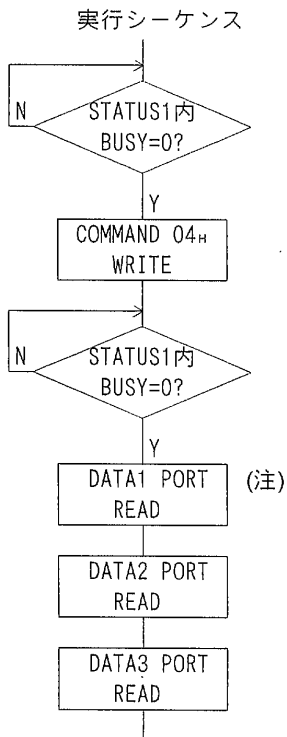 実行シーケンス
N
STATUS1内
BUSY=0?
Y
COMMAND 04H
WRITE
N
STATUS1内
BUSY=0?
Y
DATA1 PORT
READ
(注)
DATA2 PORT
READ
DATA3 PORT
READ